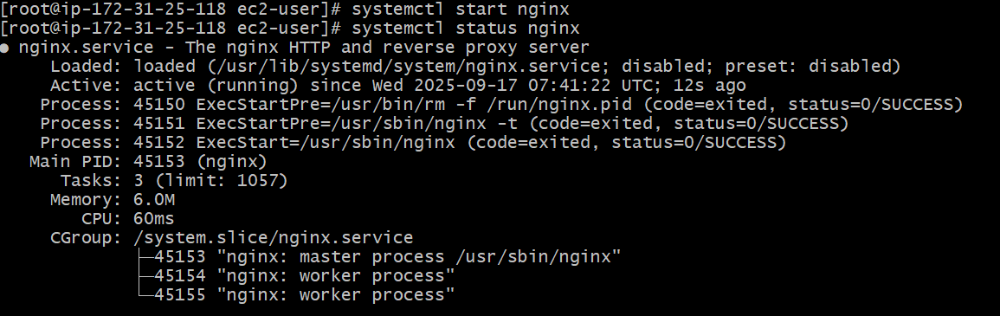 [root@ip-172-31-25-118 ec2-user]# systemctl start nginx
[root@ip-172-31-25-118 ec2-user]# systemctl status nginx
● nginx.service - The nginx HTTP and reverse proxy server
     Loaded: loaded (/usr/lib/systemd/system/nginx.service; disabled; preset: disabled)
     Active: active (running) since Wed 2025-09-17 07:41:22 UTC; 12s ago
    Process: 45150 ExecStartPre=/usr/bin/rm -f /run/nginx.pid (code=exited, status=0/SUCCESS)
    Process: 45151 ExecStartPre=/usr/sbin/nginx -t (code=exited, status=0/SUCCESS)
    Process: 45152 ExecStart=/usr/sbin/nginx (code=exited, status=0/SUCCESS)
   Main PID: 45153 (nginx)
      Tasks: 3 (limit: 1057)
     Memory: 6.0M
        CPU: 60ms
     CGroup: /system.slice/nginx.service
             ├─45153 "nginx: master process /usr/sbin/nginx"
             ├─45154 "nginx: worker process"
             └─45155 "nginx: worker process"